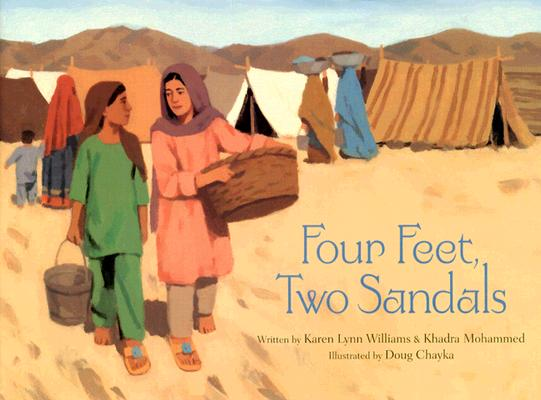 Four Feet,
Two Sandals
Written by Karen Lynn Williams & Khadra Mohammed
Illustrated by Doug Chayka